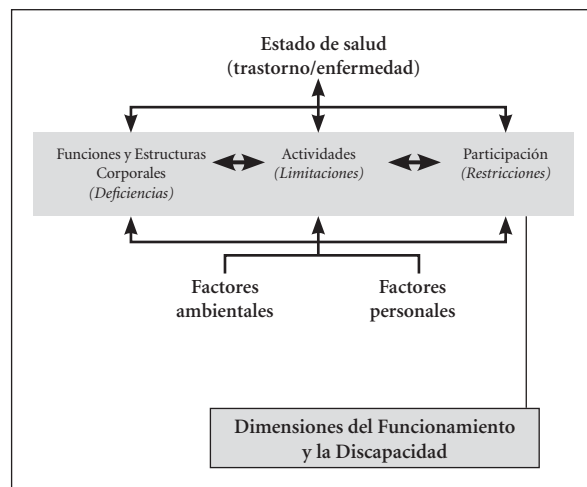 Estado de salud
(trastorno/enfermedad)
Funciones y Estructuras
Corporales
(Deficiencias)
Actividades
(Limitaciones)
Participación
(Restricciones)
Factores
ambientales
Factores
personales
Dimensiones del Funcionamiento
y la Discapacidad